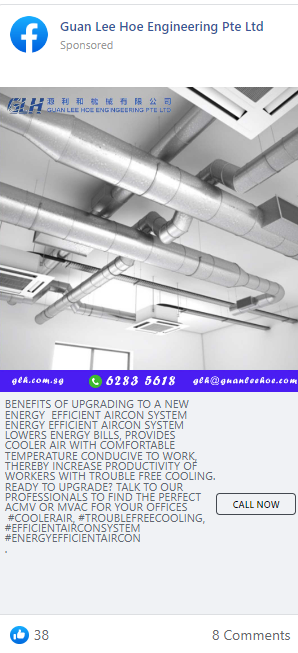 Guan Lee Hoe Engineering Pte Ltd
Sponsored
GLH 源利和机械有限公司
GUAN LEE HOE ENGINEERING PTE LTD
glh.com.sg 6283 5618 glh@guanleehoe.com
BENEFITS OF UPGRADING TO A NEW
ENERGY EFFICIENT AIRCON SYSTEM
ENERGY EFFICIENT AIRCON SYSTEM
LOWERS ENERGY BILLS, PROVIDES
COOLER AIR WITH COMFORTABLE
TEMPERATURE CONDUCIVE TO WORK,
THEREBY INCREASE PRODUCTIVITY OF
WORKERS WITH TROUBLE FREE COOLING.
READY TO UPGRADE? TALK TO OUR
PROFESSIONALS TO FIND THE PERFECT
ACMV OR MVAC FOR YOUR OFFICES
#COOLERAIR, #TROUBLEFREECOOLING,
#EFFICIENTAIRCONSYSTEM
#ENERGYEFFICIENTAIRCON
.
CALL NOW
38 8 Comments